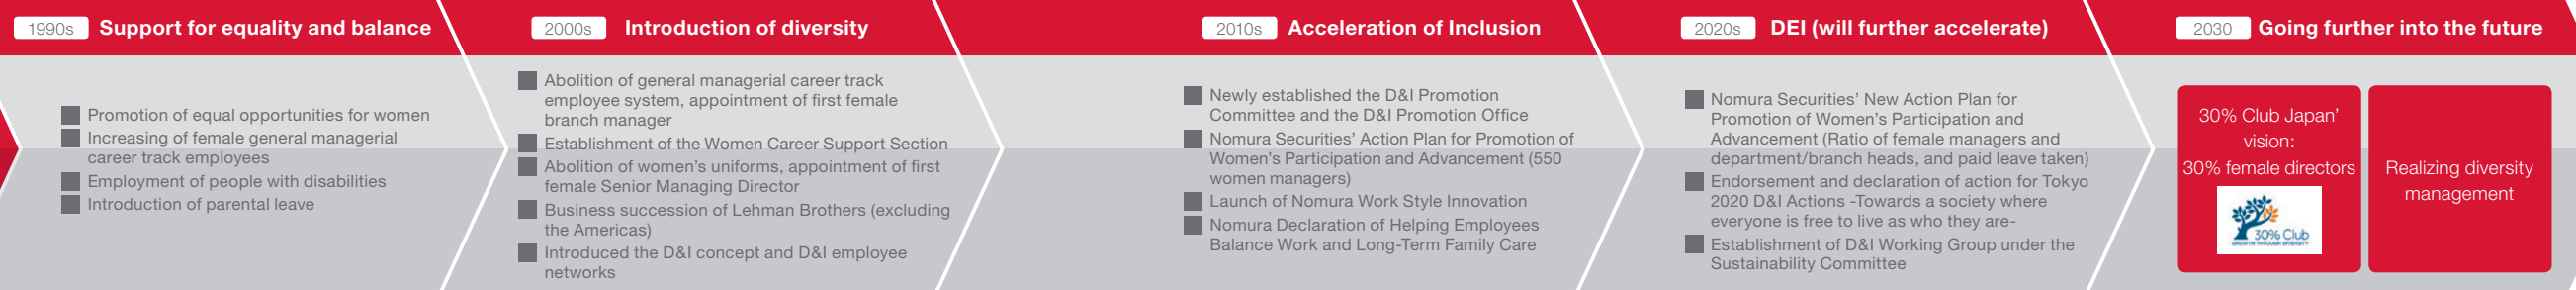 1990s Support for equality and balance
Promotion of equal opportunities for women
Increasing of female general managerial
career track employees
Employment of people with disabilities
Introduction of parental leave
2000s Introduction of diversity
Abolition of general managerial career track
employee system, appointment of first female
branch manager
Establishment of the Women Career Support Section
Abolition of women's uniforms, appointment of first
female Senior Managing Director
Business succession of Lehman Brothers (excluding
the Americas)
Introduced the D&I concept and D&I employee
networks
2010s Acceleration of Inclusion
Newly established the D&I Promotion
Committee and the D&I Promotion Office
Nomura Securities' Action Plan for Promotion of
Women's Participation and Advancement (550
women managers)
Launch of Nomura Work Style Innovation
Nomura Declaration of Helping Employees
Balance Work and Long-Term Family Care
2020s DEI (will further accelerate)
Nomura Securities' New Action Plan for
Promotion of Women's Participation and
Advancement (Ratio of female managers and
department/branch heads, and paid leave taken)
Endorsement and declaration of action for Tokyo
2020 D&I Actions -Towards a society where
everyone is free to live as who they are-
Establishment of D&I Working Group under the
Sustainability Committee
2030 Going further into the future
30% Club Japan'
vision:
30% female directors
30% Club
GROWTH THROUGH DIVERSITY
Realizing diversity
management